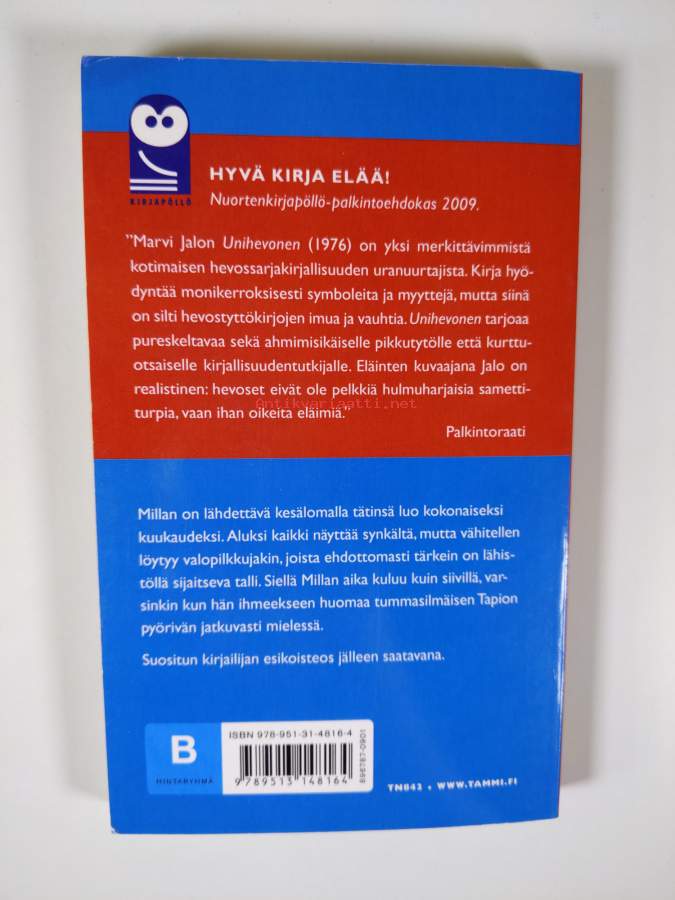 KIRJAPÖLLÖ
HYVÄ KIRJA ELÄÄ!
Nuortenkirjapöllö-palkintoehdokas 2009.
"Marvi Jalon Unihevonen (1976) on yksi merkittävimmistä
kotimaisen hevossarjakirjallisuuden uranuurtajista. Kirja hyö-
dyntää monikerroksisesti symboleita ja myyttejä, mutta siinä
on silti hevostyttökirjojen imua ja vauhtia. Unihevonen tarjoaa
pureskeltavaa sekä ahmimisikäiselle pikkutytölle että kurttu-
otsaiselle kirjallisuudentutkijalle. Eläinten kuvaajana Jalo on
realistinen: hevoset eivät ole pelkkiä hulmuharjaisia sametti-
turpia, vaan ihan oikeita eläimiä."
Antikvariaatti.net
Palkintoraati
Millan on lähdettävä kesälomalla tätinsä luo kokonaiseksi
kuukaudeksi. Aluksi kaikki näyttää synkältä, mutta vähitellen
löytyy valopilkkujakin, joista ehdottomasti tärkein on lähis-
töllä sijaitseva talli. Siellä Millan aika kuluu kuin siivillä, var-
sinkin kun hän ihmeekseen huomaa tummasilmäisen Tapion
pyörivän jatkuvasti mielessä.
Suositun kirjailijan esikoisteos jälleen saatavana.
B
HINTARYHMÄ
ISBN 978-951-31-4816-4
9789513148164
896787-0901
TN842 • WWW.TAMMI.FI